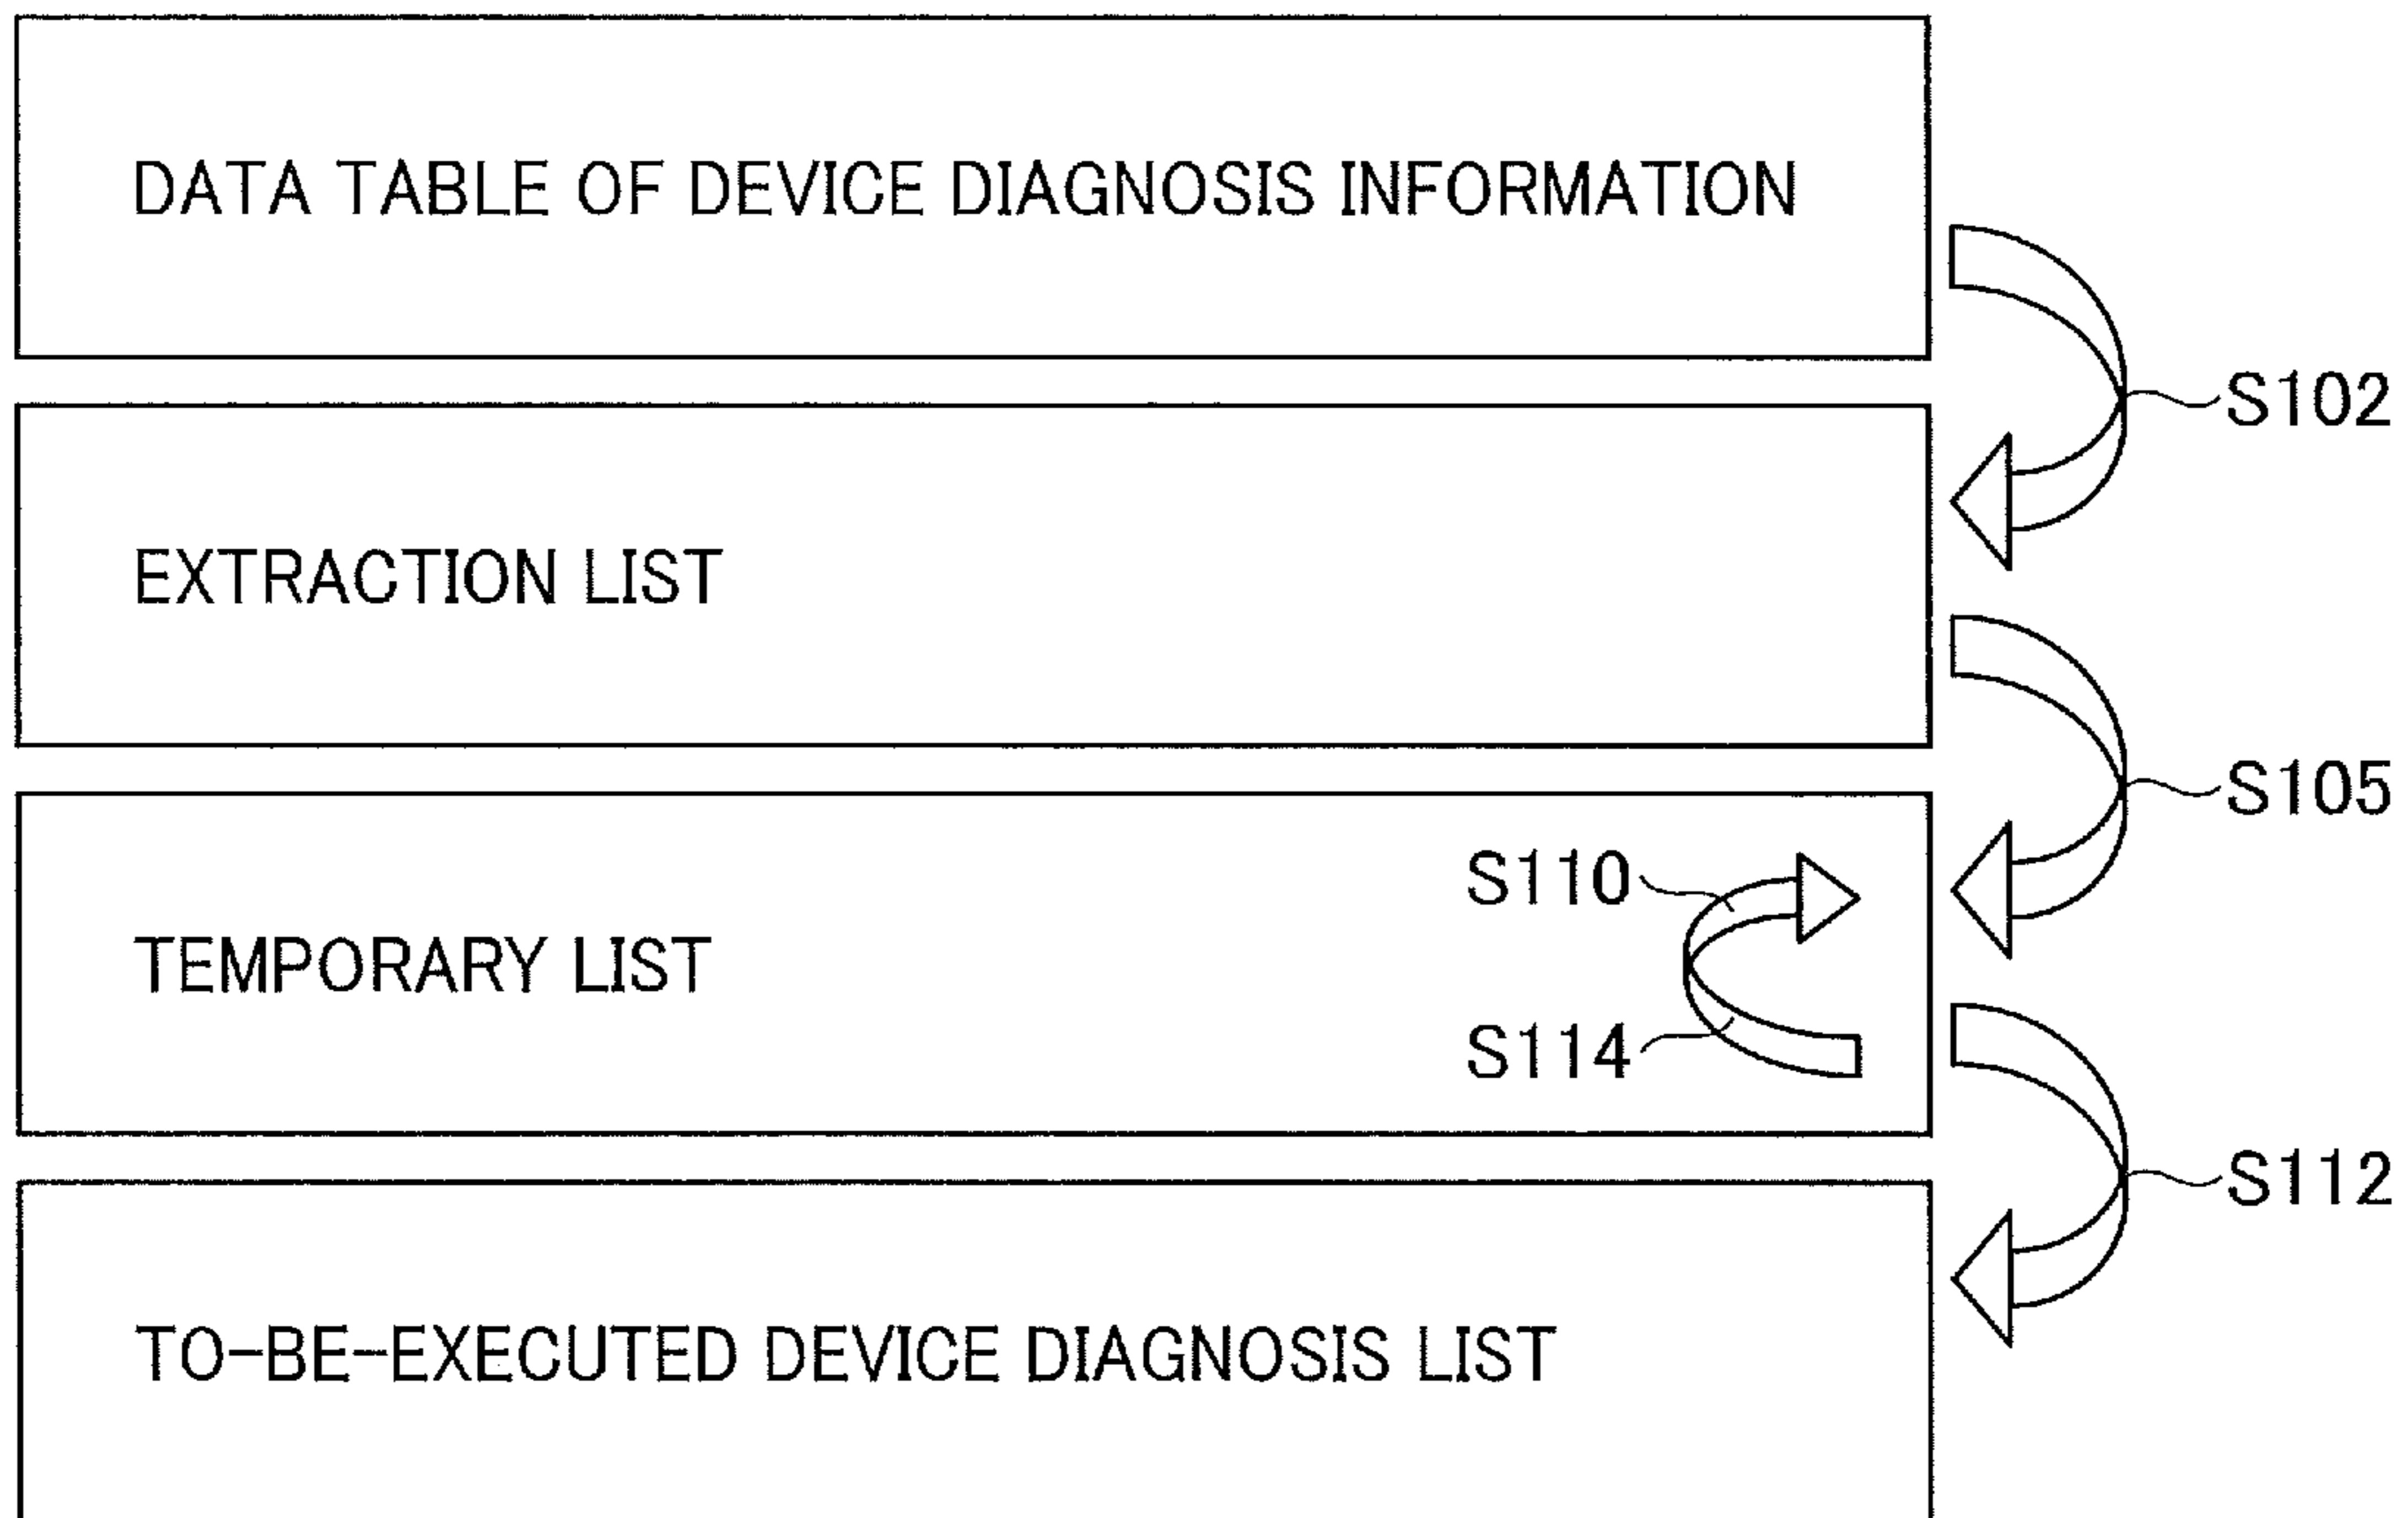 DATA TABLE OF DEVICE DIAGNOSIS INFORMATION
S102
EXTRACTION LIST
S105
S110
TEMPORARY LIST
S114
S112
TO-BE-EXECUTED DEVICE DIAGNOSIS LIST